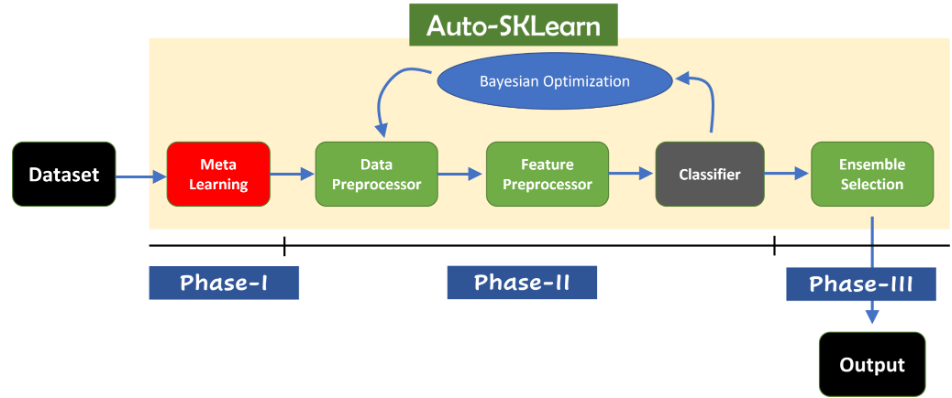 Auto-SKLearn
Bayesian Optimization
Dataset
Meta
Learning
Data
Preprocessor
Feature
Preprocessor
Classifier
Ensemble
Selection
Phase-I
Phase-II
Phase-III
Output